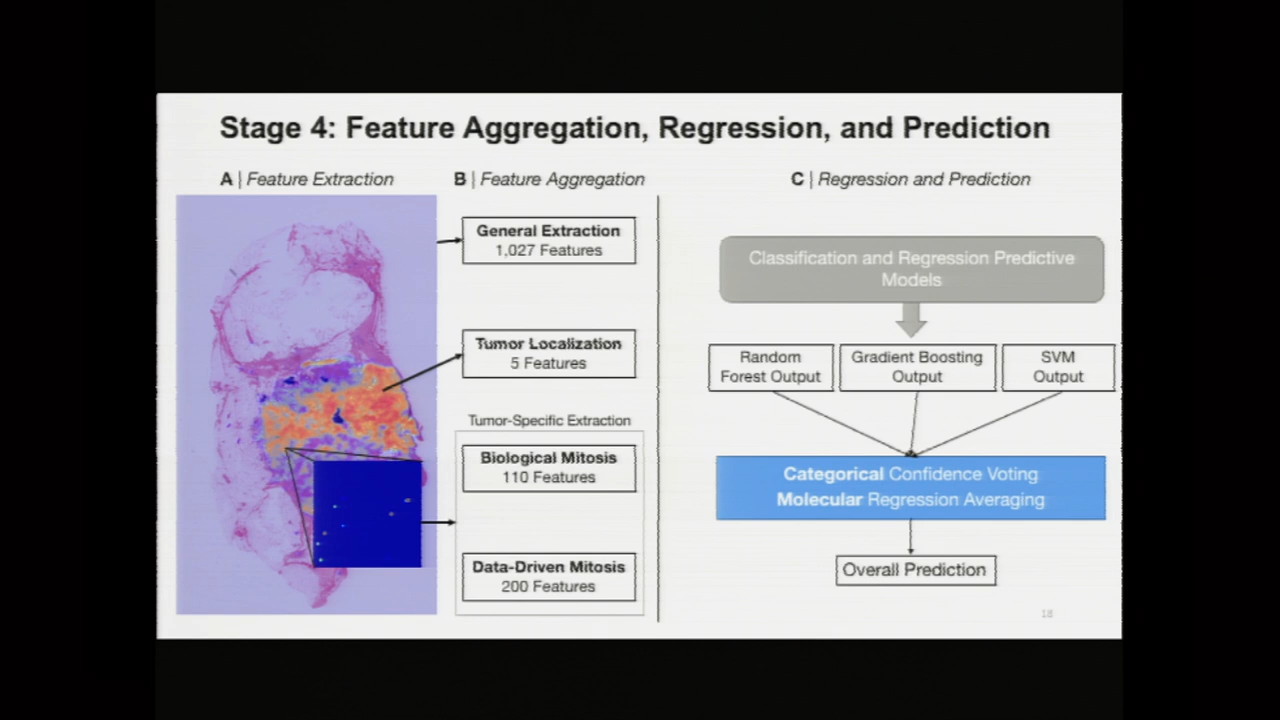 Stage 4: Feature Aggregation, Regression, and Prediction
A | Feature Extraction
B | Feature Aggregation
C | Regression and Prediction
General Extraction
1,027 Features
Tumor Localization
5 Features
Tumor-Specific Extraction
Biological Mitosis
110 Features
Data-Driven Mitosis
200 Features
Classification and Regression Predictive
Models
Random
Forest Output
Gradient Boosting
Output
SVM
Output
Categorical Confidence Voting
Molecular Regression Averaging
Overall Prediction
18